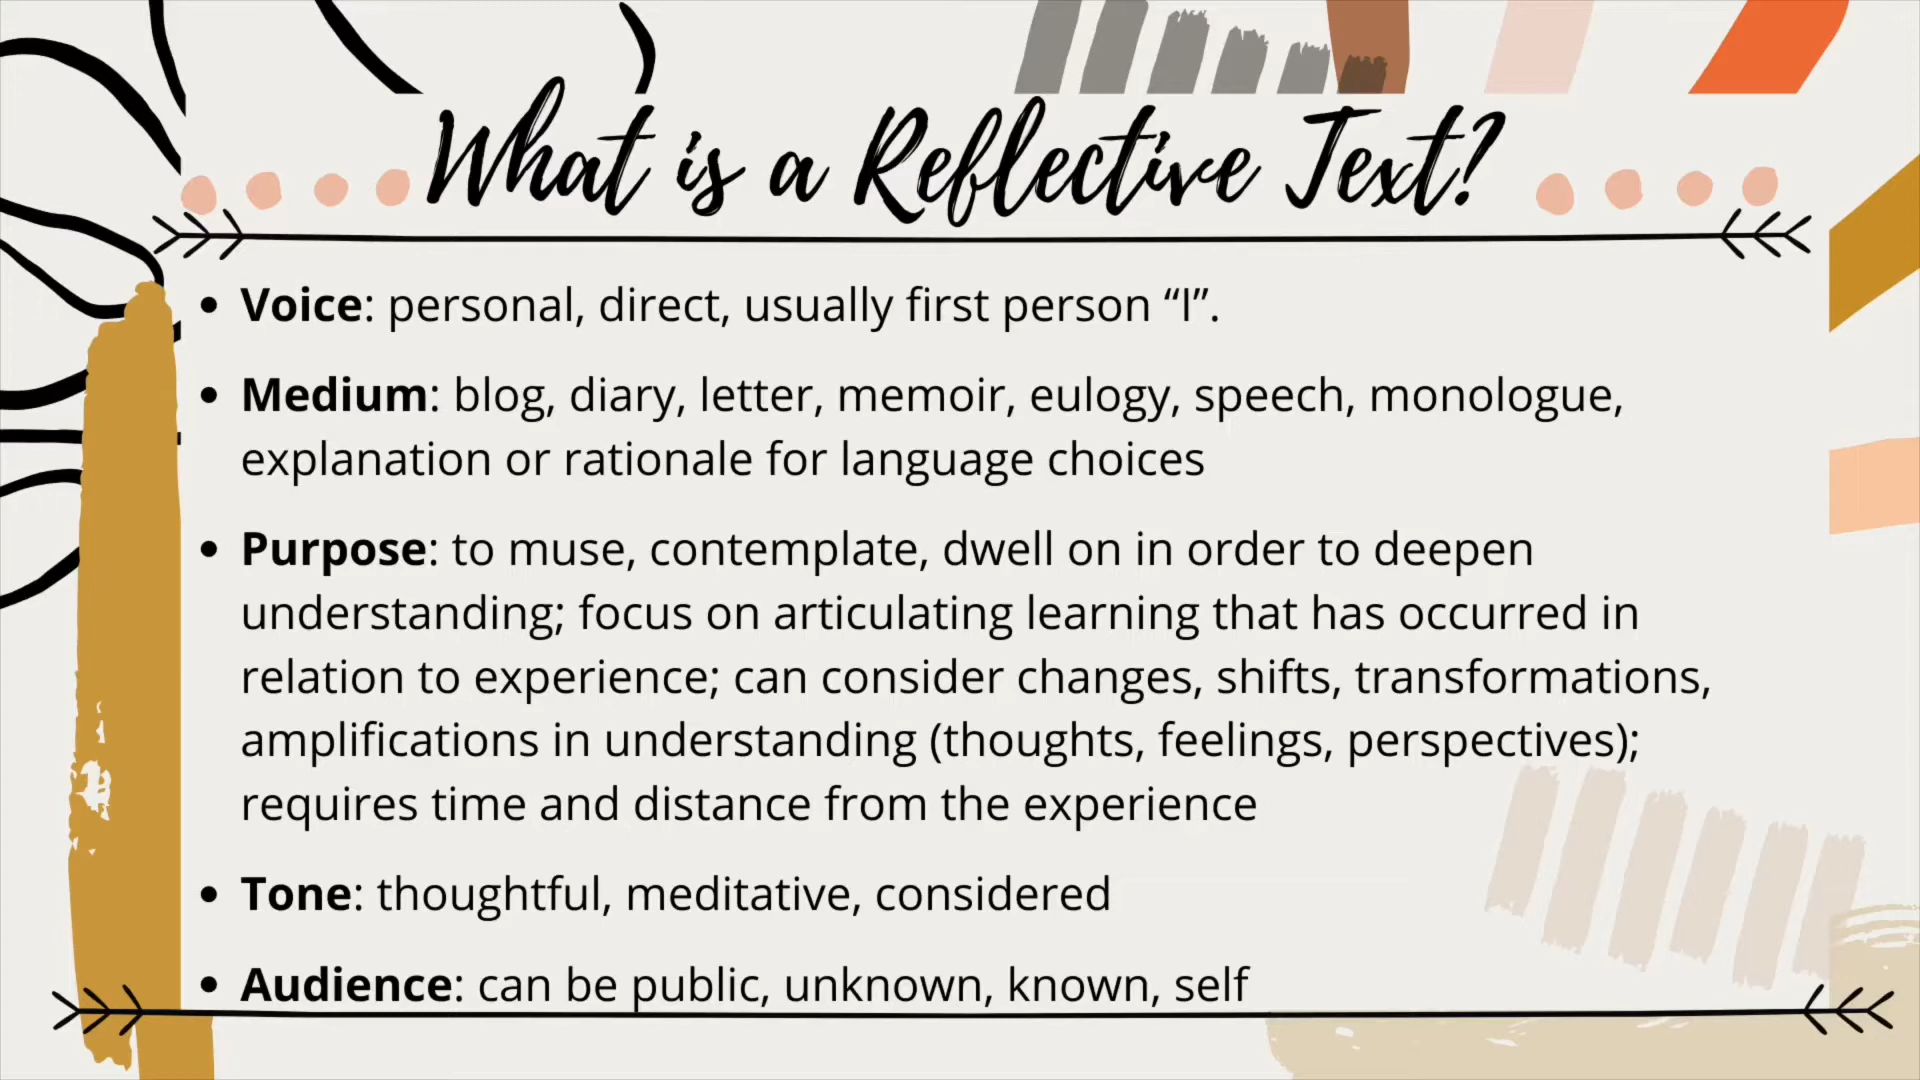 What is a Reflective Text?
• Voice: personal, direct, usually first person “I”.
• Medium: blog, diary, letter, memoir, eulogy, speech, monologue,
explanation or rationale for language choices
• Purpose: to muse, contemplate, dwell on in order to deepen
understanding; focus on articulating learning that has occurred in
relation to experience; can consider changes, shifts, transformations,
amplifications in understanding (thoughts, feelings, perspectives);
requires time and distance from the experience
• Tone: thoughtful, meditative, considered
• Audience: can be public, unknown, known, self